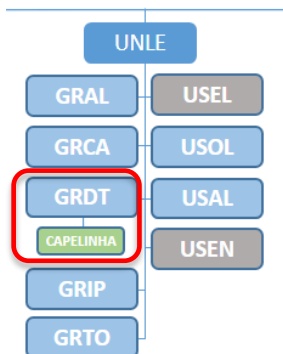 UNLE
GRAL
USEL
GRCA
USOL
GRDT
USAL
CAPELINHA
USEN
GRIP
GRTO